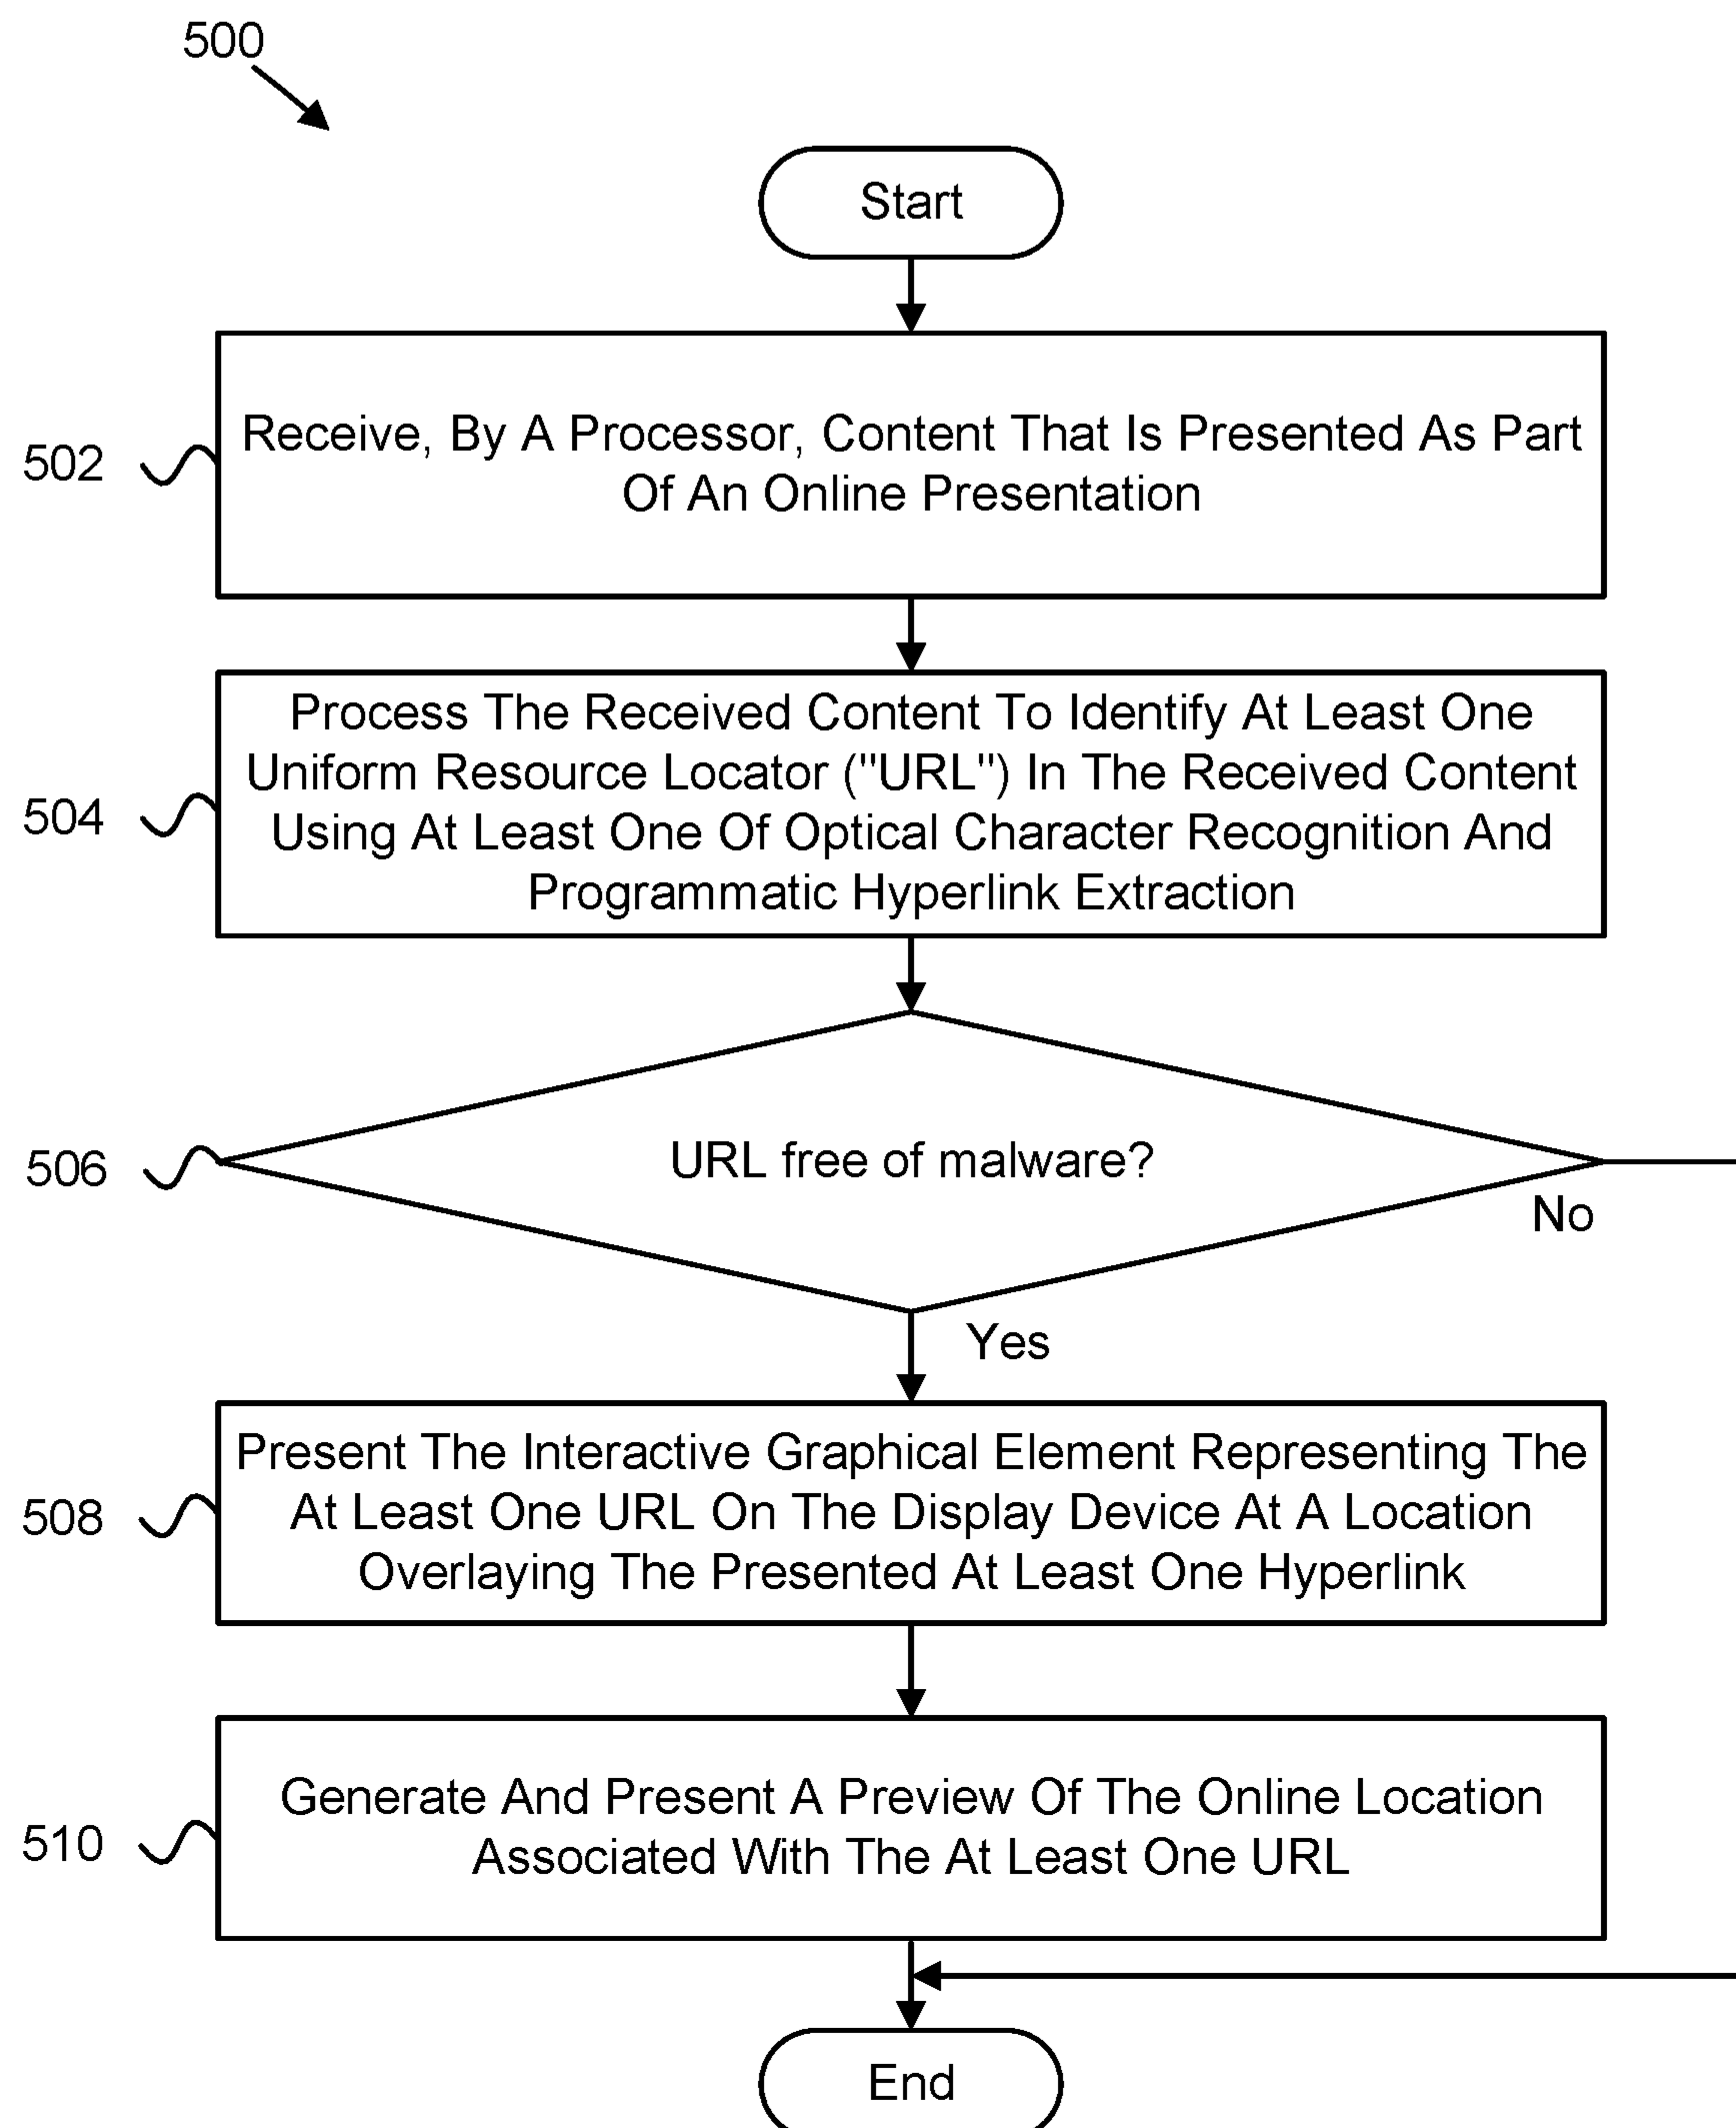 500
Start
502
Receive, By A Processor, Content That Is Presented As Part
Of An Online Presentation
504
Process The Received Content To Identify At Least One
Uniform Resource Locator ("URL") In The Received Content
Using At Least One Of Optical Character Recognition And
Programmatic Hyperlink Extraction
506
URL free of malware?
No
Yes
508
Present The Interactive Graphical Element Representing The
At Least One URL On The Display Device At A Location
Overlaying The Presented At Least One Hyperlink
510
Generate And Present A Preview Of The Online Location
Associated With The At Least One URL
End